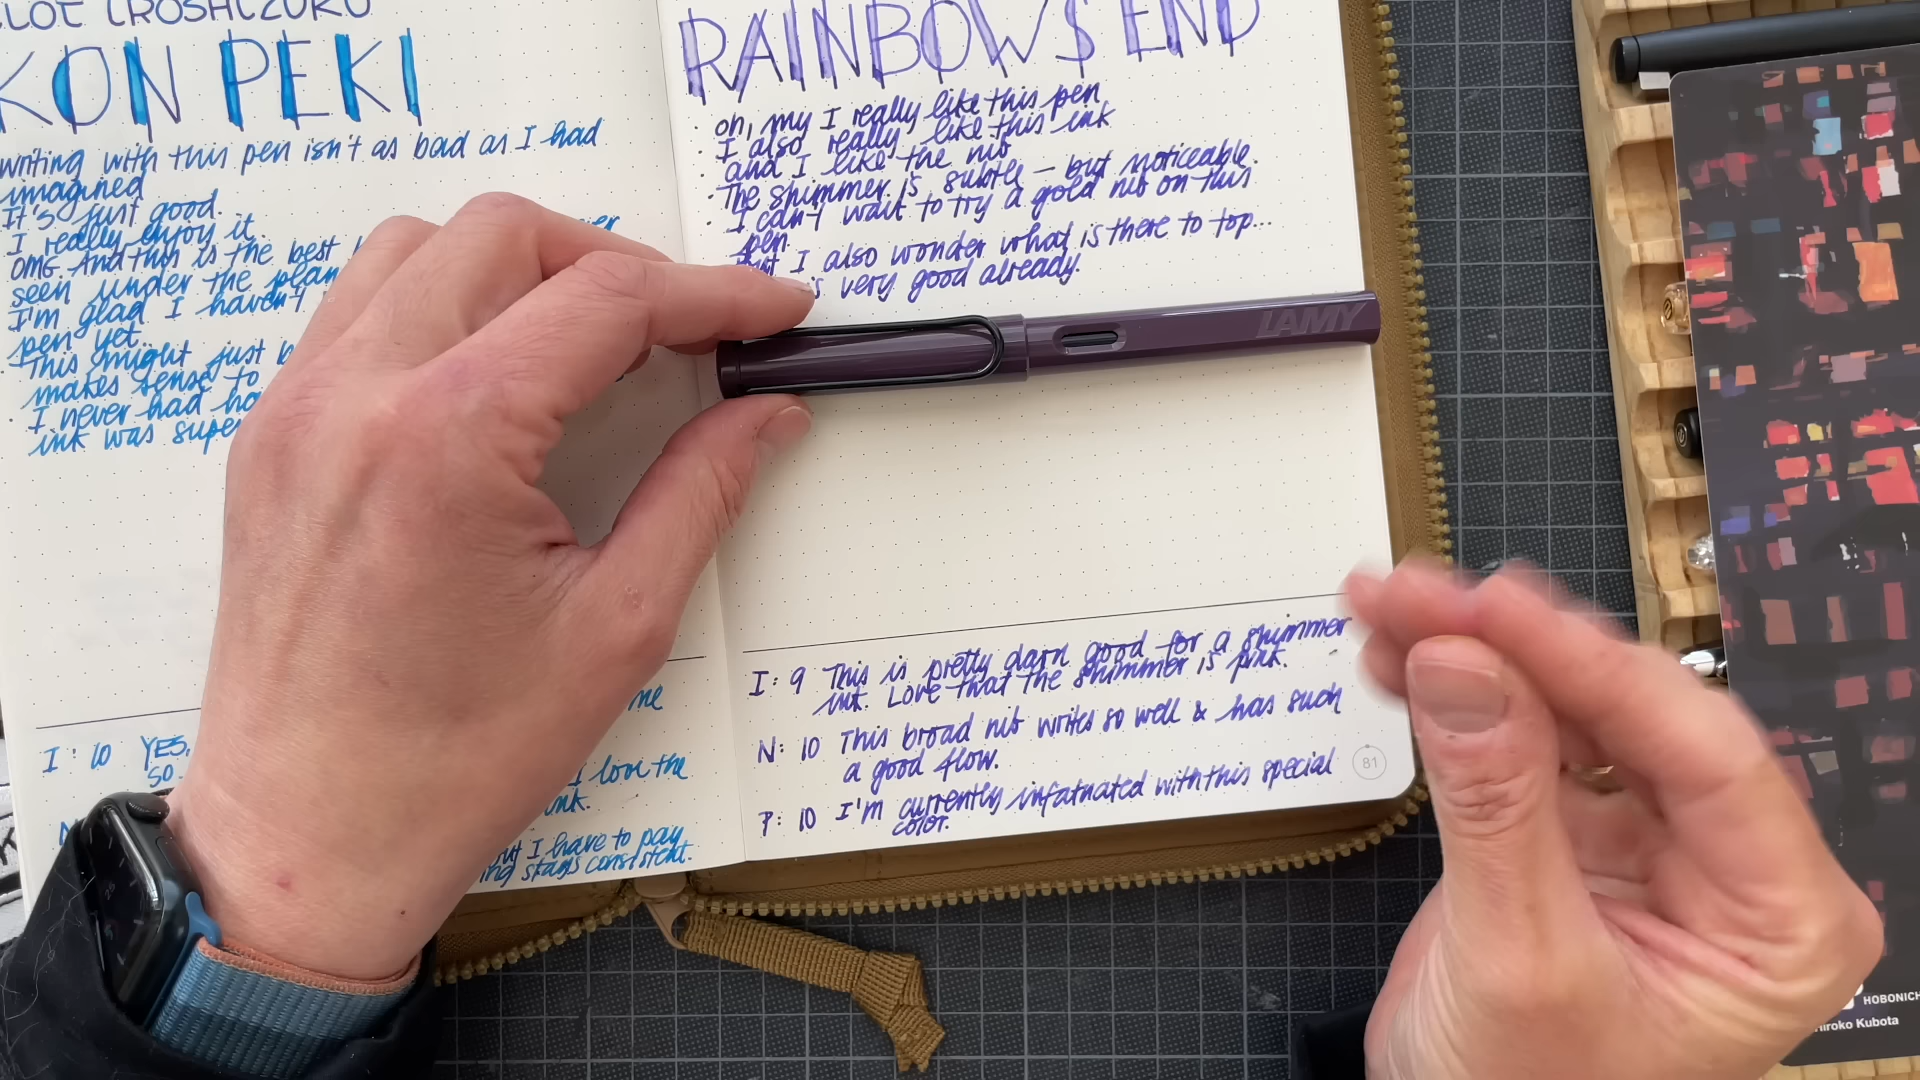 KON PEKI
writing with this pen isn't as bad as I had
imagined
It's just good.
I really enjoy it.
OMG. And this is the best
seen under the
I'm glad I haven't
pen yet.
This might just
makes sense to
I never had
ink was
I: 10 YES,
SO
me
I love the
ink.
but I have to pay
stays consistent.
RAINBOWS END
oh, my I really like this pen
I also really like this ink
and I like the nib
The shimmer is subtle – but noticeable.
I can't wait to try a gold nib on this
pen.
I also wonder what is there to top...
is very good already.
LAMY
I: 9 This is pretty darn good for a shimmer
ink. Love that the shimmer is pink.
N: 10 This broad nib writes so well & has such
a good flow.
P: 10 I'm currently infatuated with this special
color.
81
HOBONICH
Hiroko Kubota